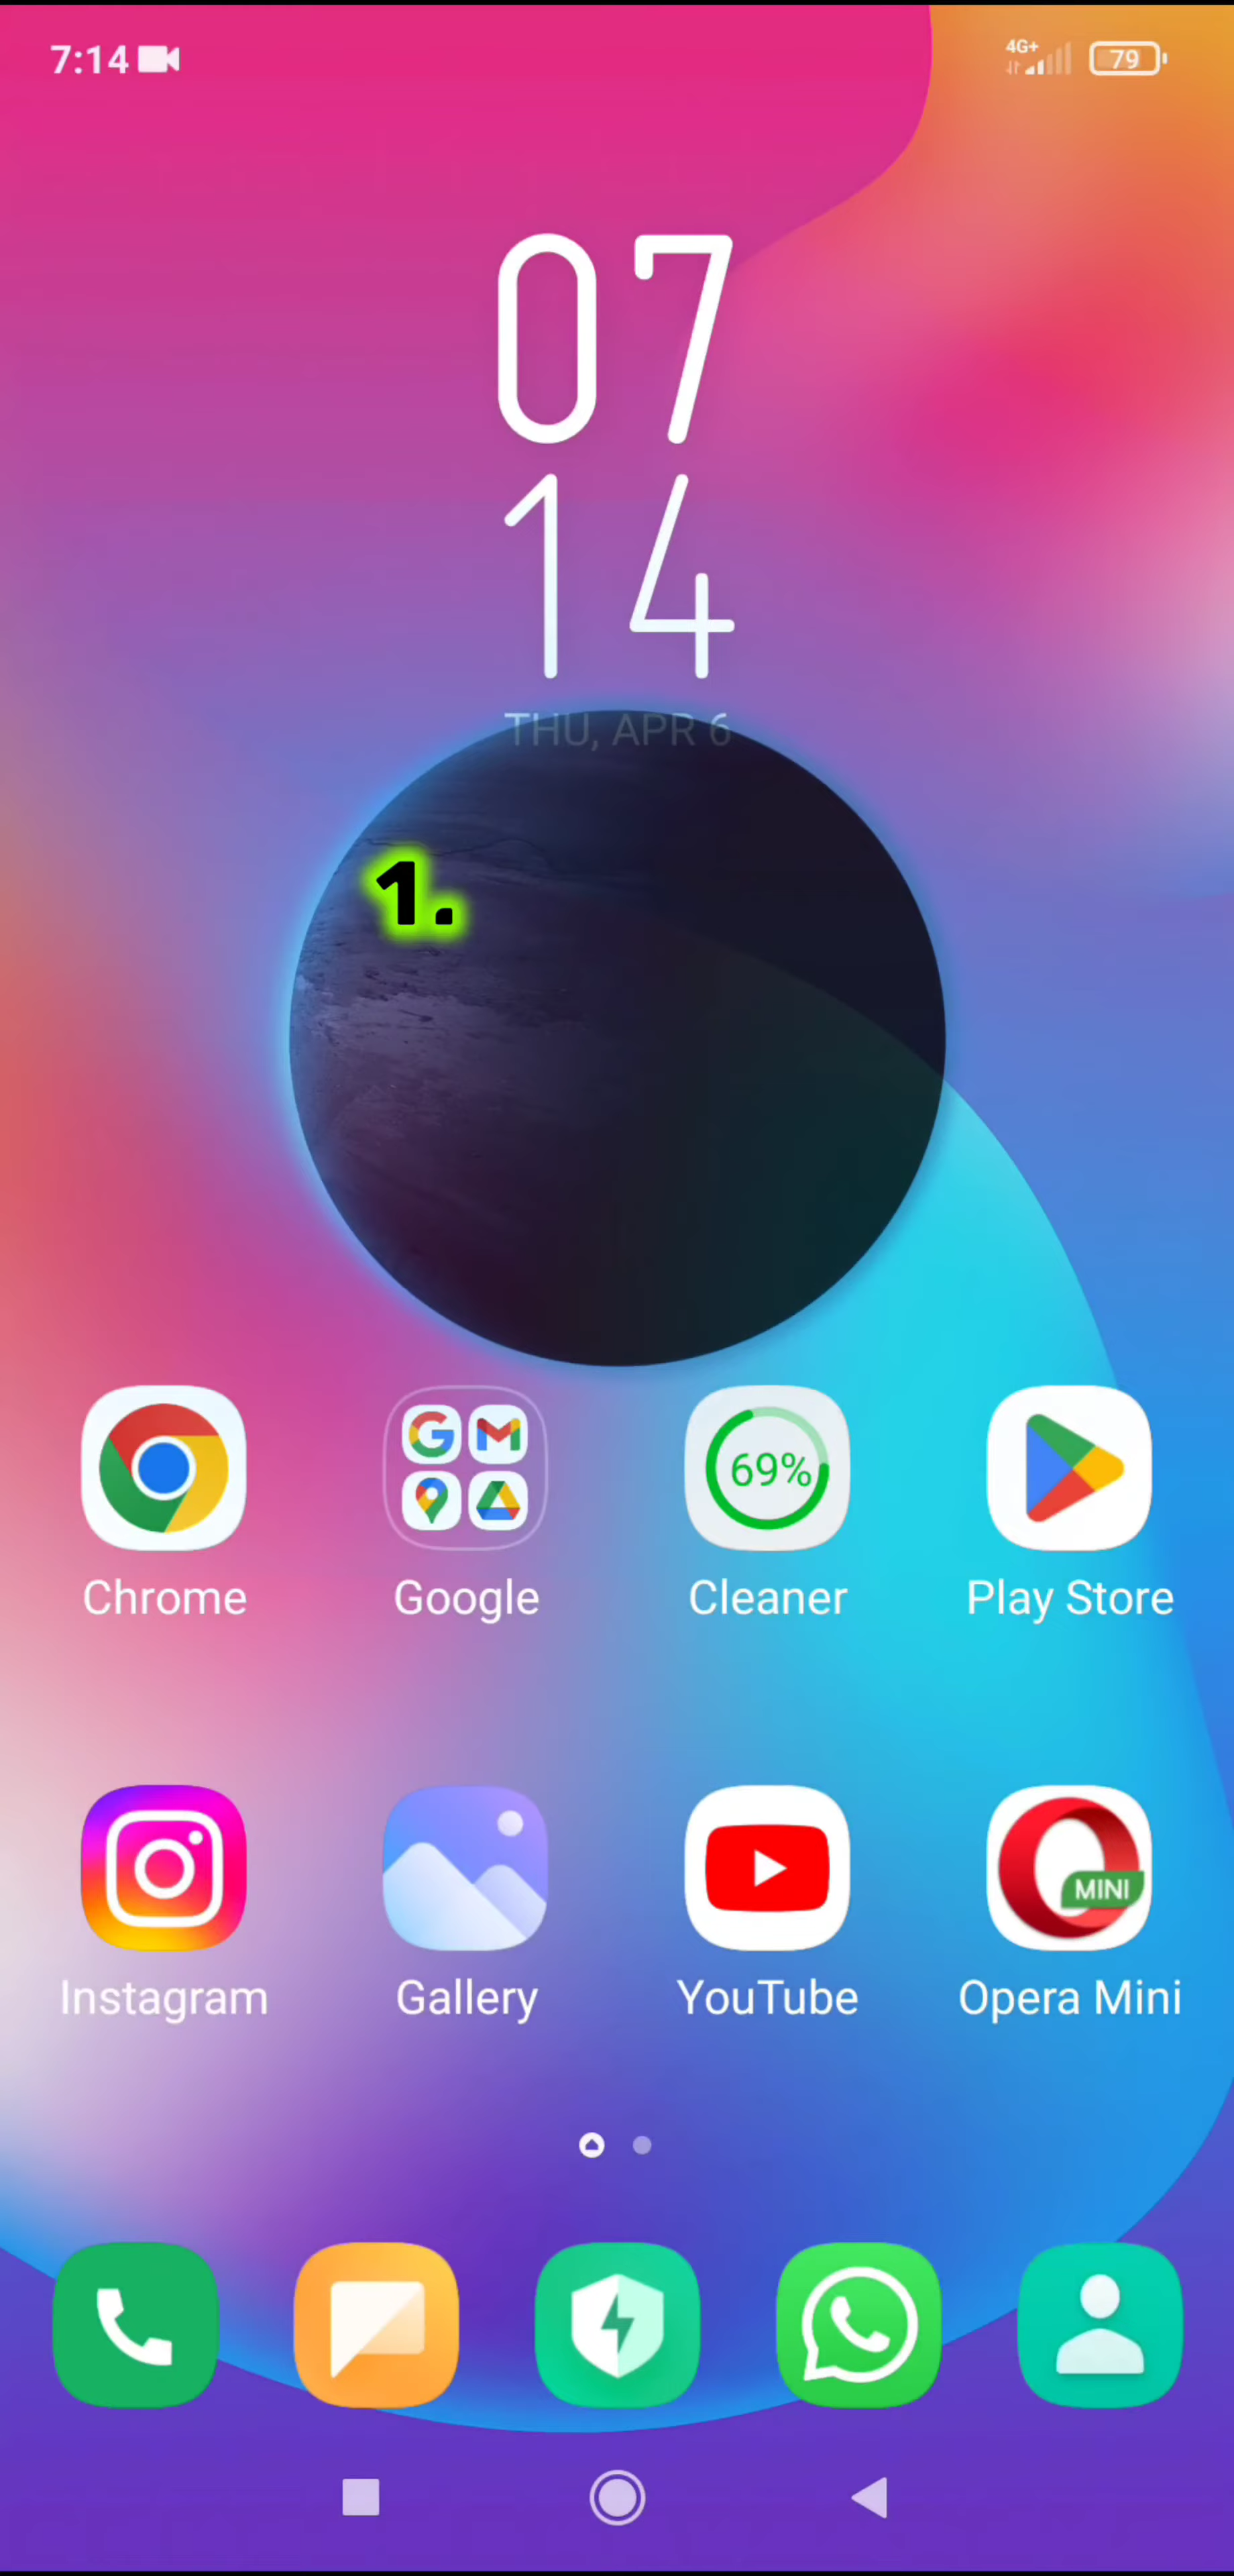 7:14
4G+
79
07
14
THU, APR 6
1.
69%
Chrome
Google
Cleaner
Play Store
MINI
Instagram
Gallery
YouTube
Opera Mini